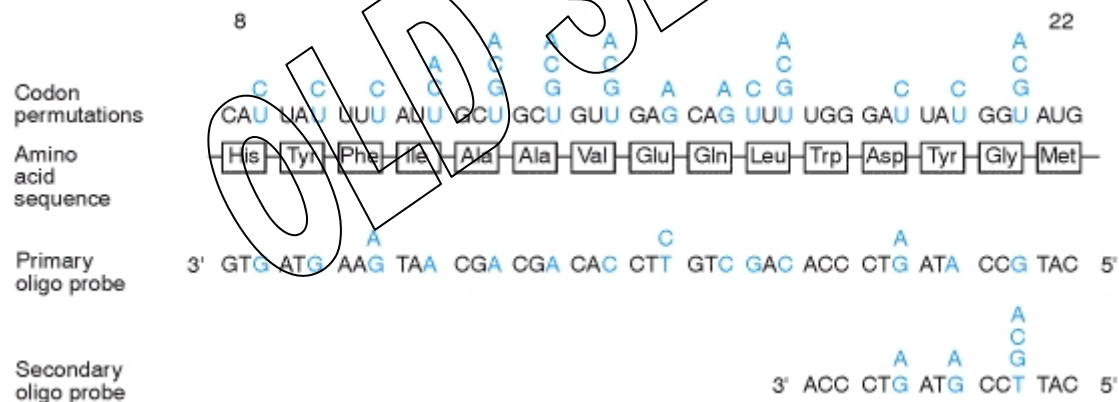 8 22
A A A A A
A C C C C C
Codon C C C C G G G A A C G C C G
permutations CAU UAU UUU AUU GCU GCU GUU GAG CAG UUU UGG GAU UAU GGU AUG
Amino His Tyr Phe Ile Ala Ala Val Glu Gln Leu Trp Asp Tyr Gly Met
acid
sequence
A C A
Primary 3' GTG ATG AAG TAA CGA CGA CAC CTT GTC GAC ACC CTG ATA CCG TAC 5'
oligo probe
A
C
A A G
Secondary 3' ACC CTG ATG CCT TAC 5'
oligo probe
OLD